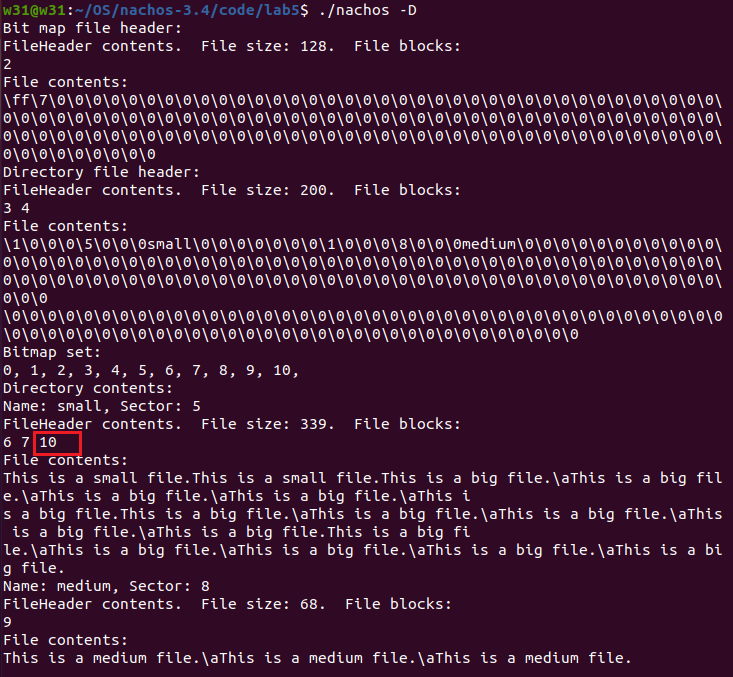 w31@w31:~/OS/nachos-3.4/code/lab5$ ./nachos -D
Bit map file header:
FileHeader contents.  File size: 128.  File blocks:
2
File contents:
\ff\7\0\0\0\0\0\0\0\0\0\0\0\0\0\0\0\0\0\0\0\0\0\0\0\0\0\0\0\0\0\0\0\0\0\0\0\0\0\
0\0\0\0\0\0\0\0\0\0\0\0\0\0\0\0\0\0\0\0\0\0\0\0\0\0\0\0\0\0\0\0\0\0\0\0\0\0\0\0\
0\0\0\0\0\0\0\0\0\0\0\0\0\0\0\0\0\0\0\0\0\0\0\0\0\0\0\0\0\0\0\0\0\0\0\0\0\0\0\0\
0\0\0\0\0\0\0\0\0
Directory file header:
FileHeader contents.  File size: 200.  File blocks:
3 4
File contents:
\1\0\0\0\5\0\0\0small\0\0\0\0\0\0\0\1\0\0\0\8\0\0\0medium\0\0\0\0\0\0\0\0\0\0\0\
0\0\0\0\0\0\0\0\0\0\0\0\0\0\0\0\0\0\0\0\0\0\0\0\0\0\0\0\0\0\0\0\0\0\0\0\0\0\0\0\
0\0\0\0\0\0\0\0\0\0\0\0\0\0\0\0\0\0\0\0\0\0\0\0\0\0\0\0\0\0\0\0\0\0\0\0\0\0\0\0\
0\0\0
\0\0\0\0\0\0\0\0\0\0\0\0\0\0\0\0\0\0\0\0\0\0\0\0\0\0\0\0\0\0\0\0\0\0\0\0\0\0\0\0
\0\0\0\0\0\0\0\0\0\0\0\0\0\0\0\0\0\0\0\0\0\0\0\0\0\0\0\0\0\0\0\0
Bitmap set:
0, 1, 2, 3, 4, 5, 6, 7, 8, 9, 10,
Directory contents:
Name: small, Sector: 5
FileHeader contents.  File size: 339.  File blocks:
6 7 10
File contents:
This is a small file.This is a small file.This is a big file.\aThis is a big fil
e.\aThis is a big file.\aThis is a big file.\aThis i
s a big file.This is a big file.\aThis is a big file.\aThis is a big file.\aThis
 is a big file.\aThis is a big file.This is a big fi
le.\aThis is a big file.\aThis is a big file.\aThis is a big file.\aThis is a bi
g file.
Name: medium, Sector: 8
FileHeader contents.  File size: 68.  File blocks:
9
File contents:
This is a medium file.\aThis is a medium file.\aThis is a medium file.